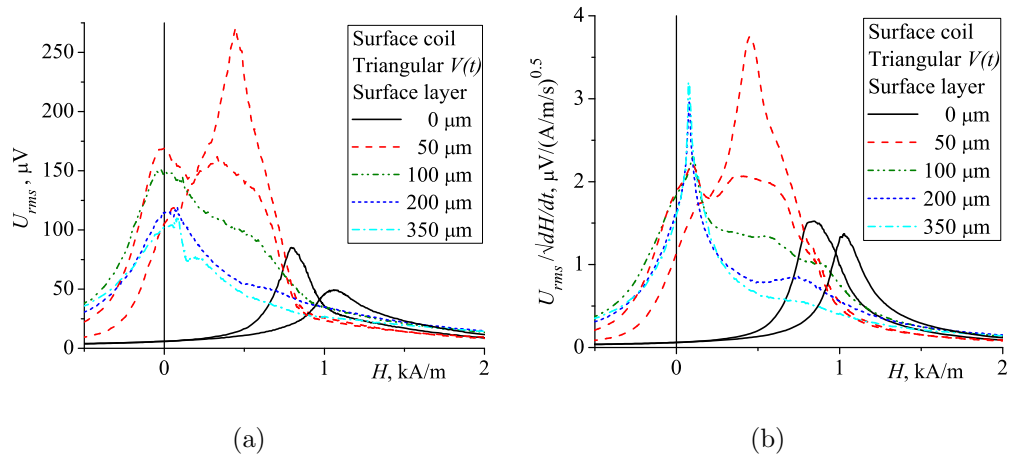 300
250
200
150
100
50
0
U_rms, μV
0
1
2
H, kA/m
Surface coil
Triangular V(t)
Surface layer
0 μm
50 μm
100 μm
200 μm
350 μm
(a)
4
3
2
1
0
U_rms /√dH/dt, μV/(A/m/s)^0.5
0
1
2
H, kA/m
Surface coil
Triangular V(t)
Surface layer
0 μm
50 μm
100 μm
200 μm
350 μm
(b)